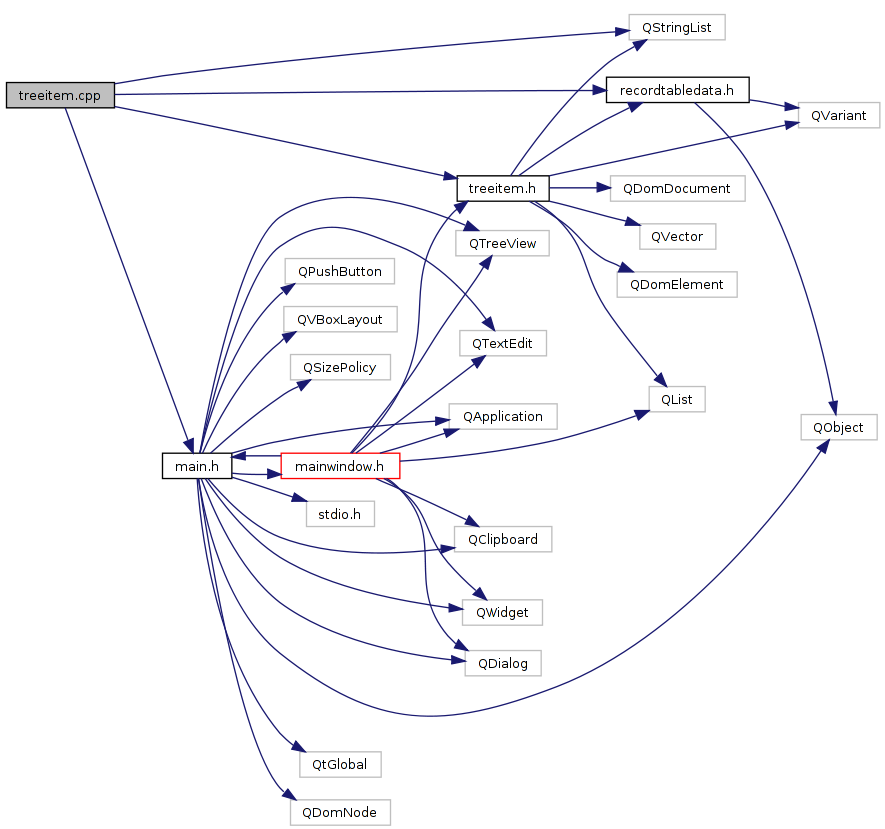 QStringList
treeitem.cpp
recordtabledata.h
QVariant
treeitem.h
QDomDocument
QVector
QTreeView
QPushButton
QDomElement
QVBoxLayout
QTextEdit
QSizePolicy
QList
QApplication
QObject
main.h
mainwindow.h
stdio.h
QClipboard
QWidget
QDialog
QtGlobal
QDomNode